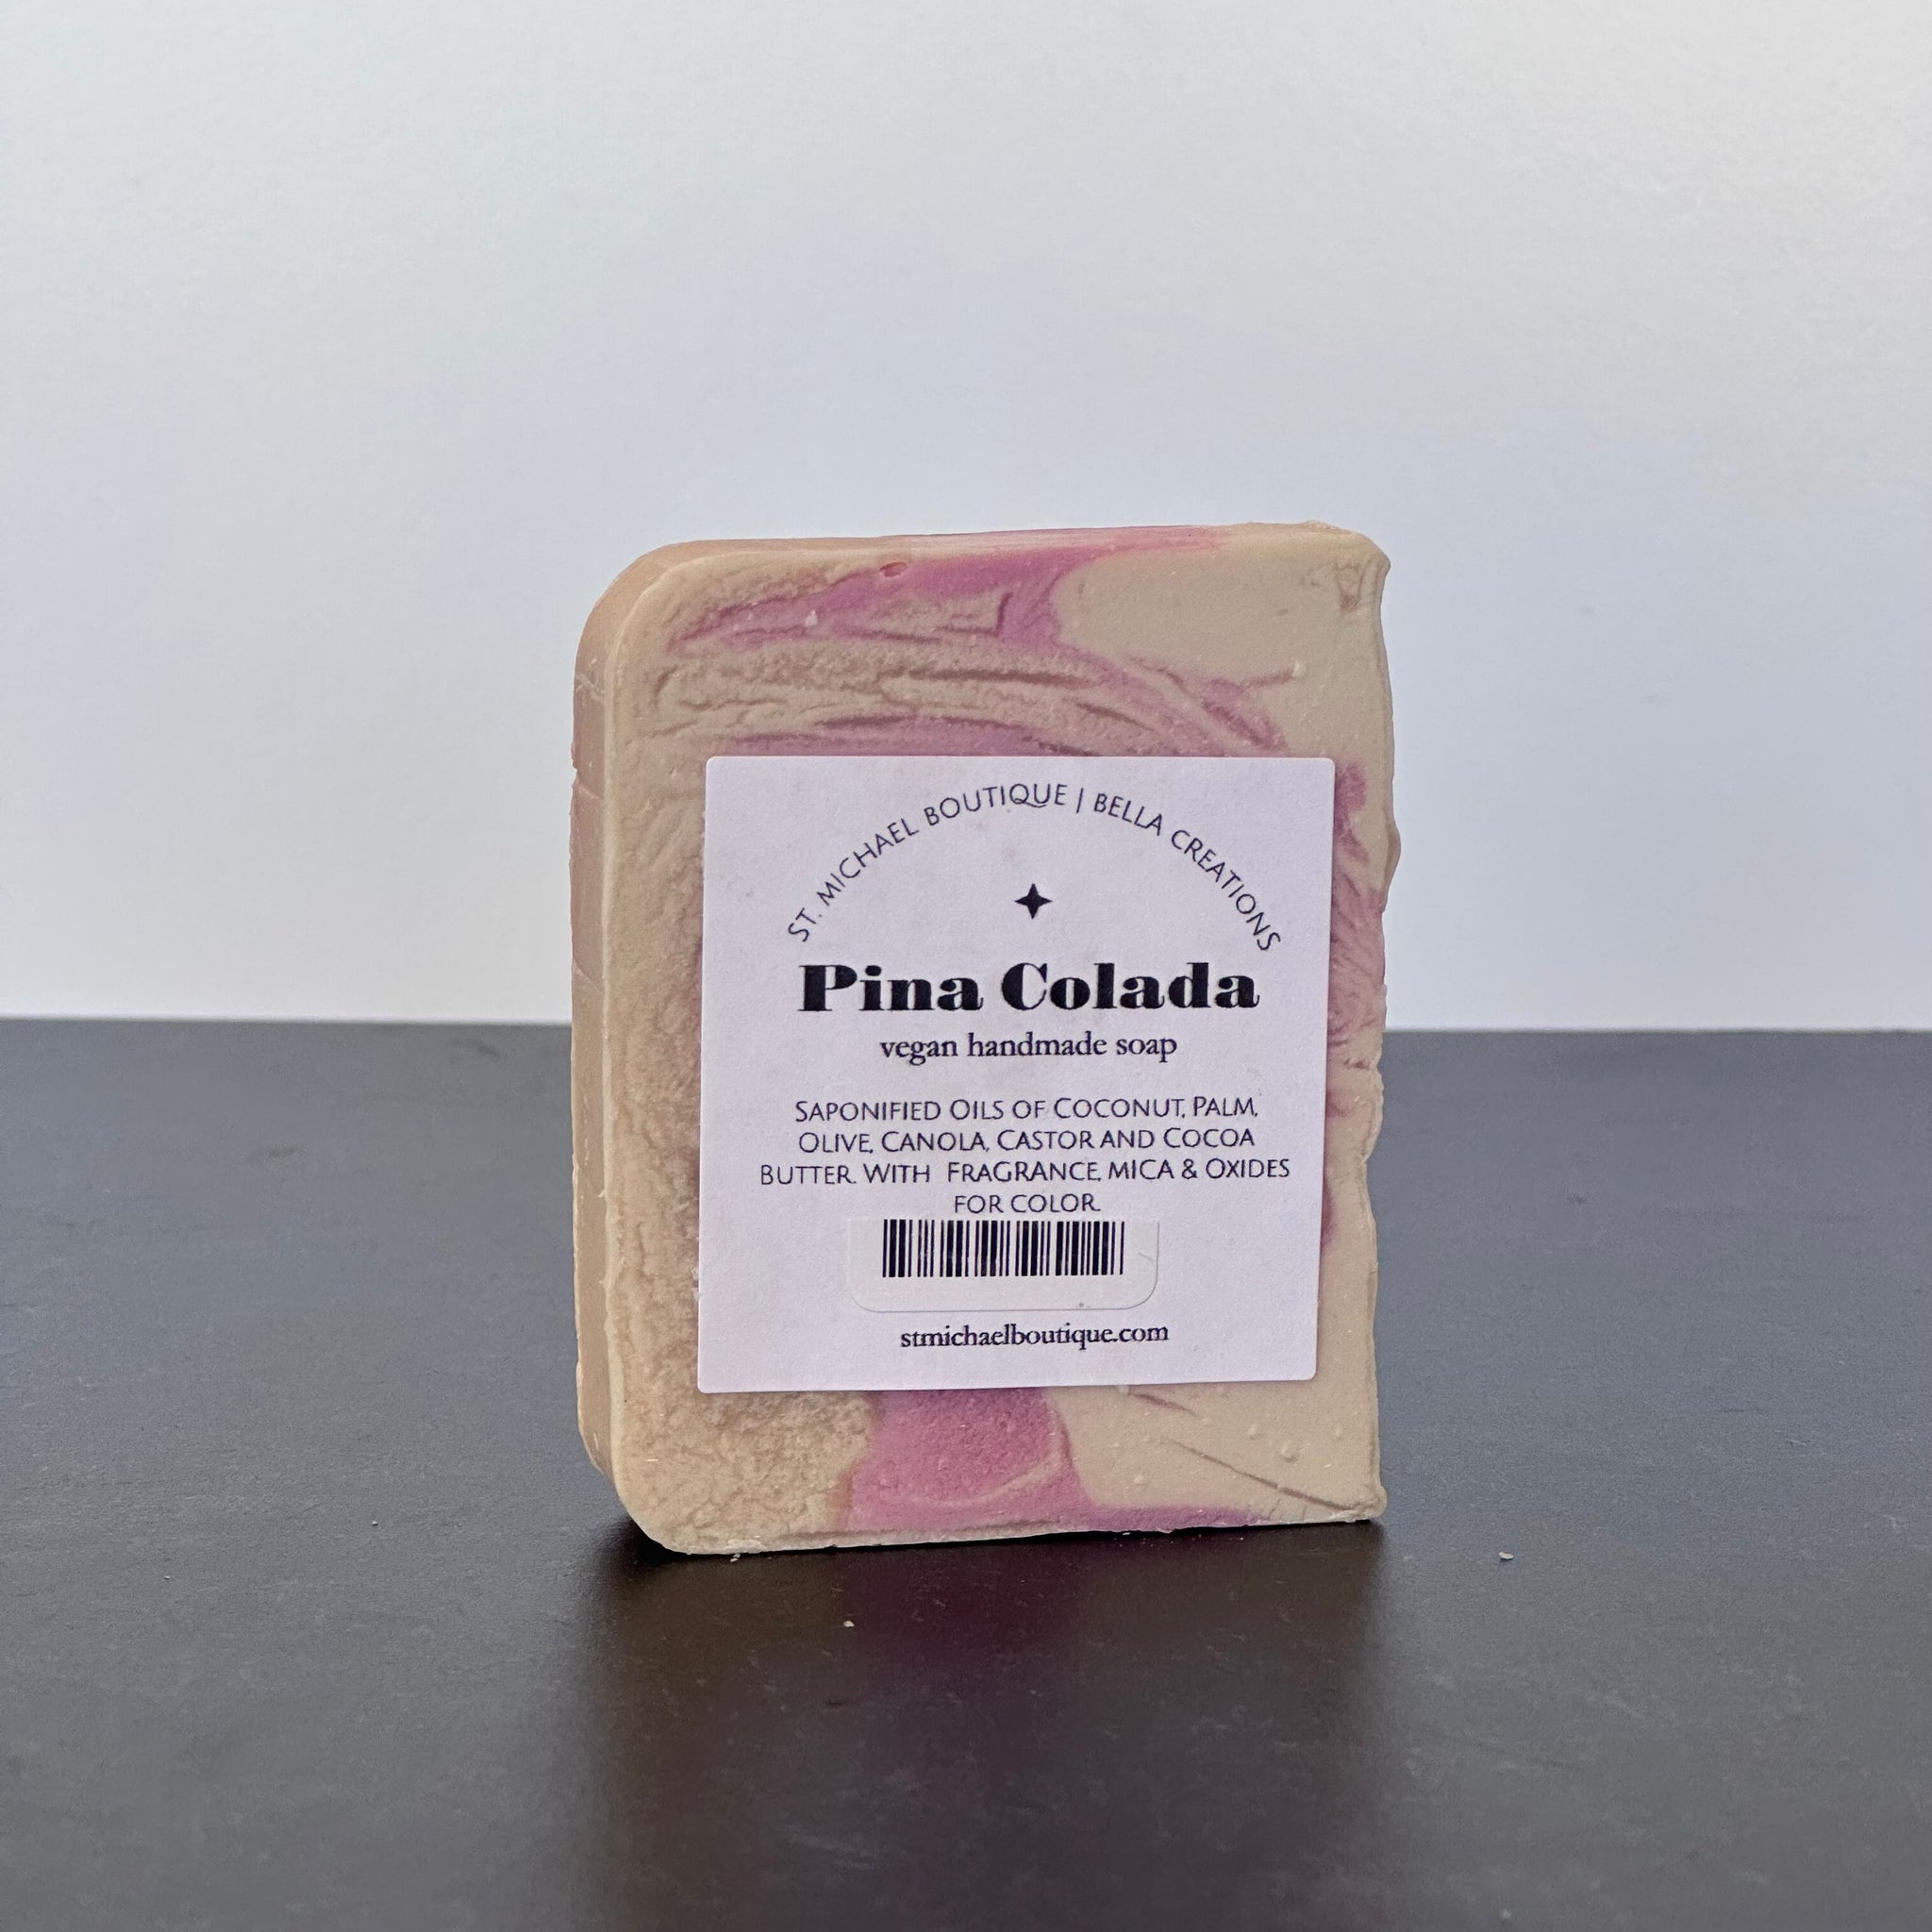 ST. MICHAEL BOUTIQUE | BELLA CREATIONS
Pina Colada
vegan handmade soap
SAPONIFIED OILS OF COCONUT, PALM,
OLIVE, CANOLA, CASTOR AND COCOA
BUTTER. WITH FRAGRANCE, MICA & OXIDES
FOR COLOR.
stmichaelboutique.com